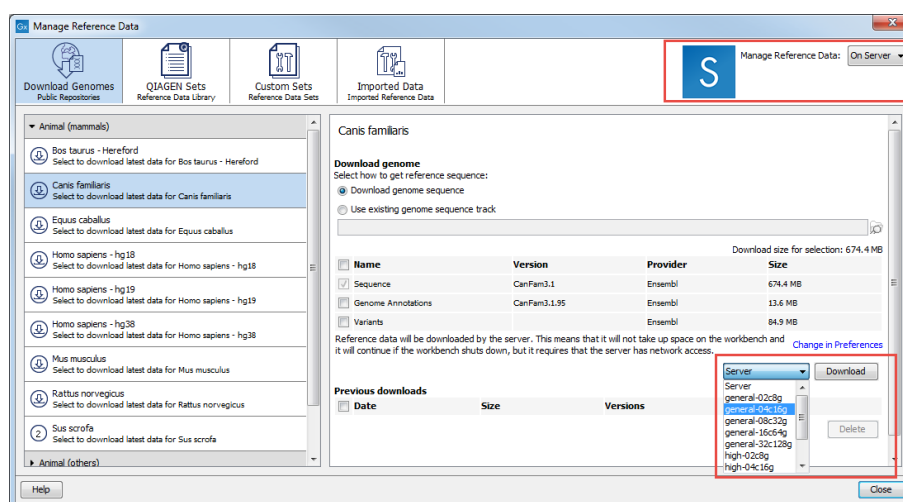 Gx Manage Reference Data
Download Genomes
Public Repositories
QIAGEN Sets
Reference Data Library
Custom Sets
Reference Data Sets
Imported Data
Imported Reference Data
S
Manage Reference Data: On Server
Animal (mammals)
Bos taurus - Hereford
Select to download latest data for Bos taurus - Hereford
Canis familiaris
Select to download latest data for Canis familiaris
Equus caballus
Select to download latest data for Equus caballus
Homo sapiens - hg18
Select to download latest data for Homo sapiens - hg18
Homo sapiens - hg19
Select to download latest data for Homo sapiens - hg19
Homo sapiens - hg38
Select to download latest data for Homo sapiens - hg38
Mus musculus
Select to download latest data for Mus musculus
Rattus norvegicus
Select to download latest data for Rattus norvegicus
2 Sus scrofa
Select to download latest data for Sus scrofa
Animal (others)
Canis familiaris
Download genome
Select how to get reference sequence:
Download genome sequence
Use existing genome sequence track
Download size for selection: 674.4 MB
Name Version Provider Size
Sequence CanFam3.1 Ensembl 674.4 MB
Genome Annotations CanFam3.1.95 Ensembl 13.6 MB
Variants Ensembl 84.9 MB
Reference data will be downloaded by the server. This means that it will not take up space on the workbench and
it will continue if the workbench shuts down, but it requires that the server has network access.
Change in Preferences
Server Download
Server
general-02c8g
general-04c16g
general-08c32g
general-16c64g
general-32c128g
high-02c8g
high-04c16g
Previous downloads
Date Size Versions
Delete
Help Close